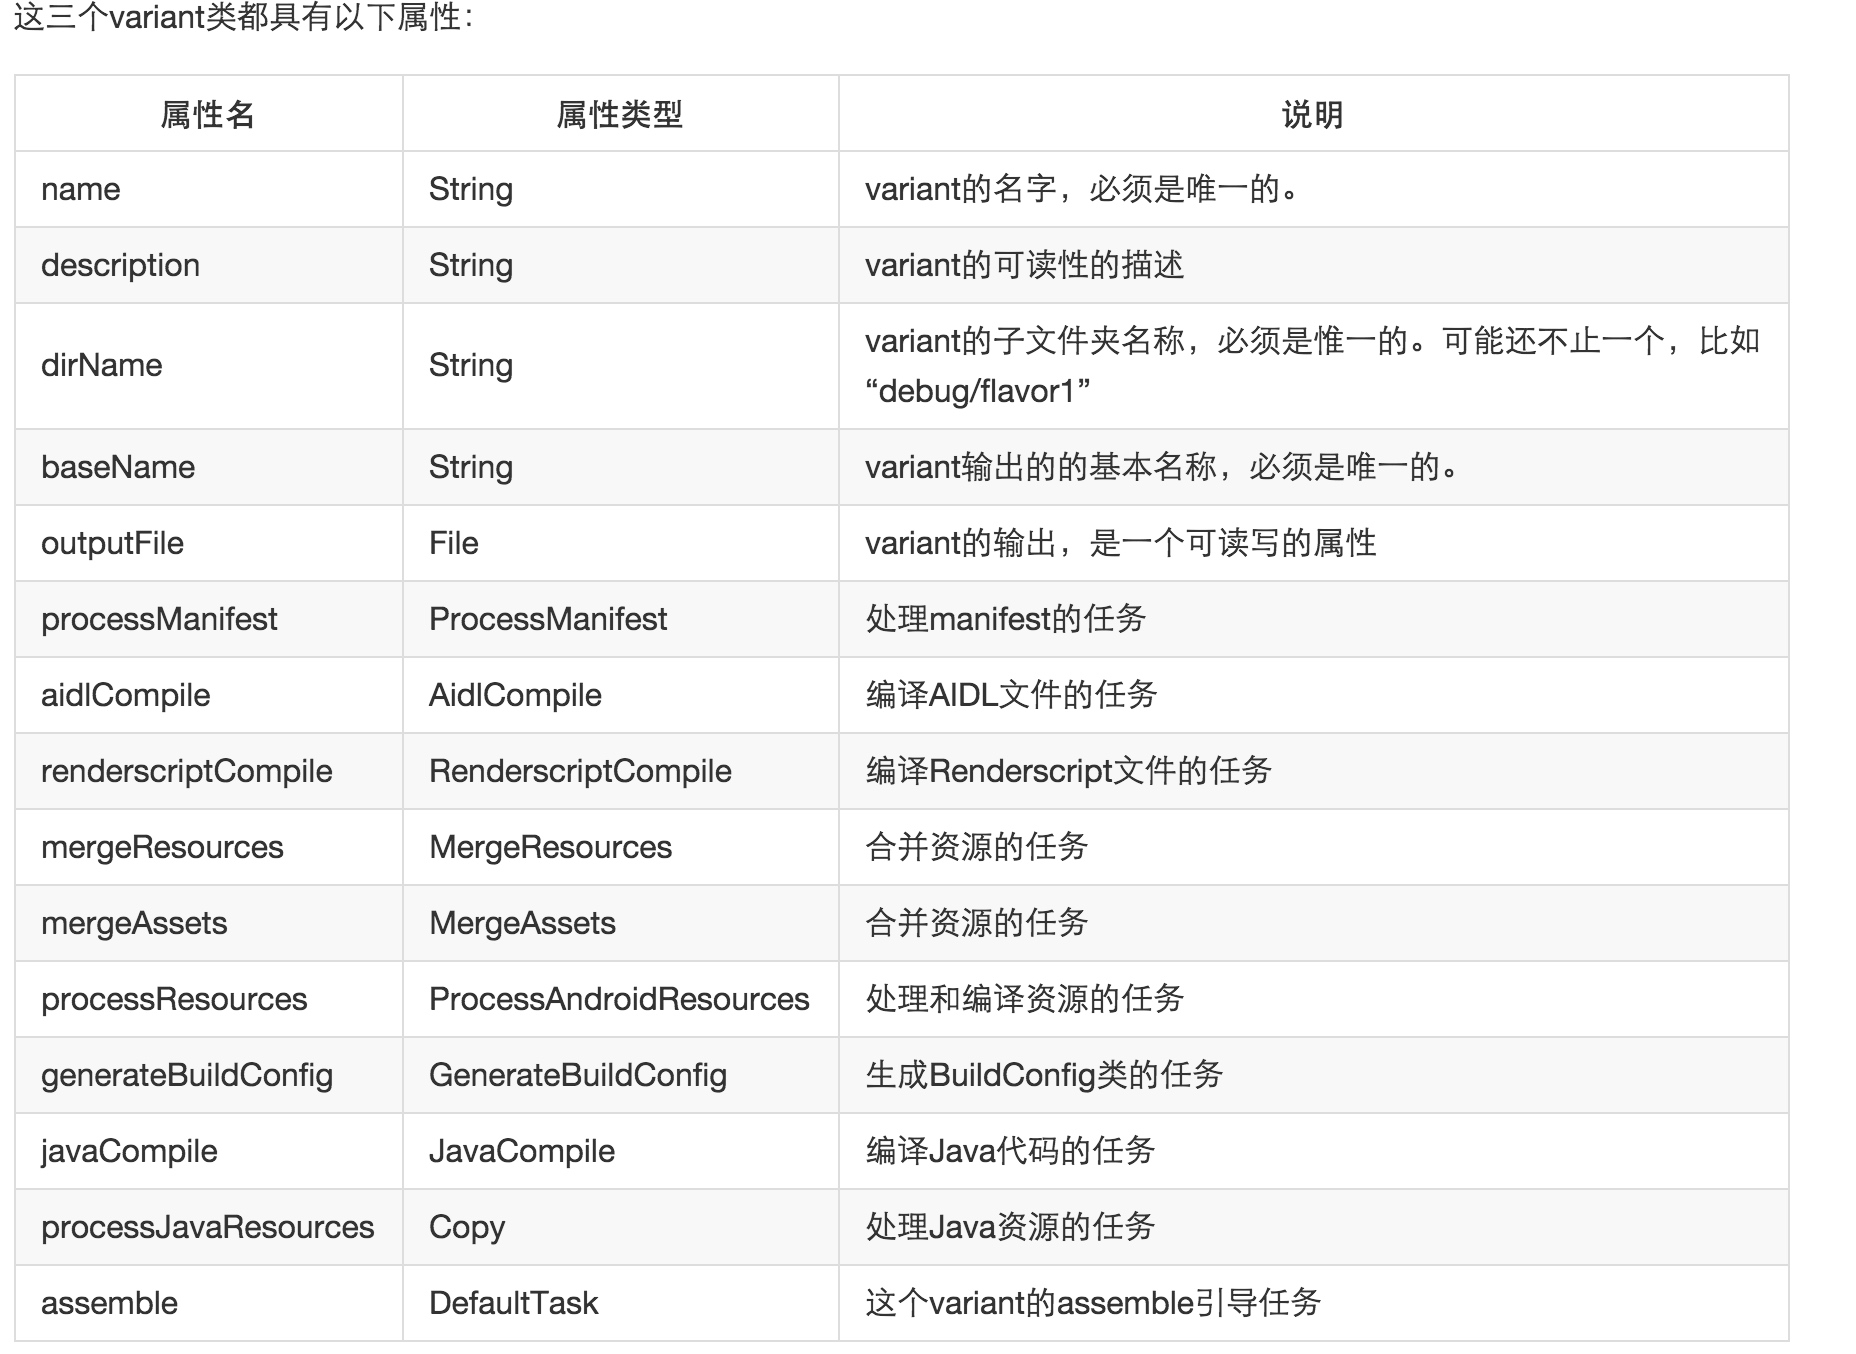 这三个variant类都具有以下属性：
属性名 属性类型 说明
name String variant的名字，必须是唯一的。
description String variant的可读性的描述
dirName String variant的子文件夹名称，必须是惟一的。可能还不止一个，比如
“debug/flavor1”
baseName String variant输出的的基本名称，必须是唯一的。
outputFile File variant的输出，是一个可读写的属性
processManifest ProcessManifest 处理manifest的任务
aidlCompile AidlCompile 编译AIDL文件的任务
renderscriptCompile RenderscriptCompile 编译Renderscript文件的任务
mergeResources MergeResources 合并资源的任务
mergeAssets MergeAssets 合并资源的任务
processResources ProcessAndroidResources 处理和编译资源的任务
generateBuildConfig GenerateBuildConfig 生成BuildConfig类的任务
javaCompile JavaCompile 编译Java代码的任务
processJavaResources Copy 处理Java资源的任务
assemble DefaultTask 这个variant的assemble引导任务